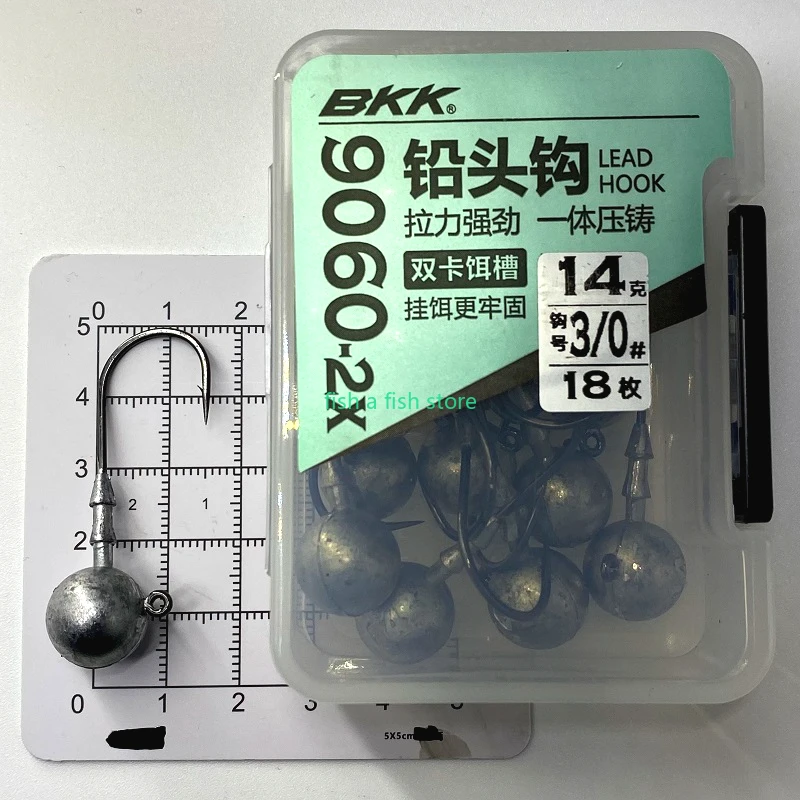 BKK®
9060-2X
铅头钩
LEAD
HOOK
拉力强劲 一体压铸
双卡饵槽
挂饵更牢固
14克
钩号3/0#
18枚
fish a fish store
0 1 2
5
4
3
2
2 1
0 1 2 3 4 5
5X5cm